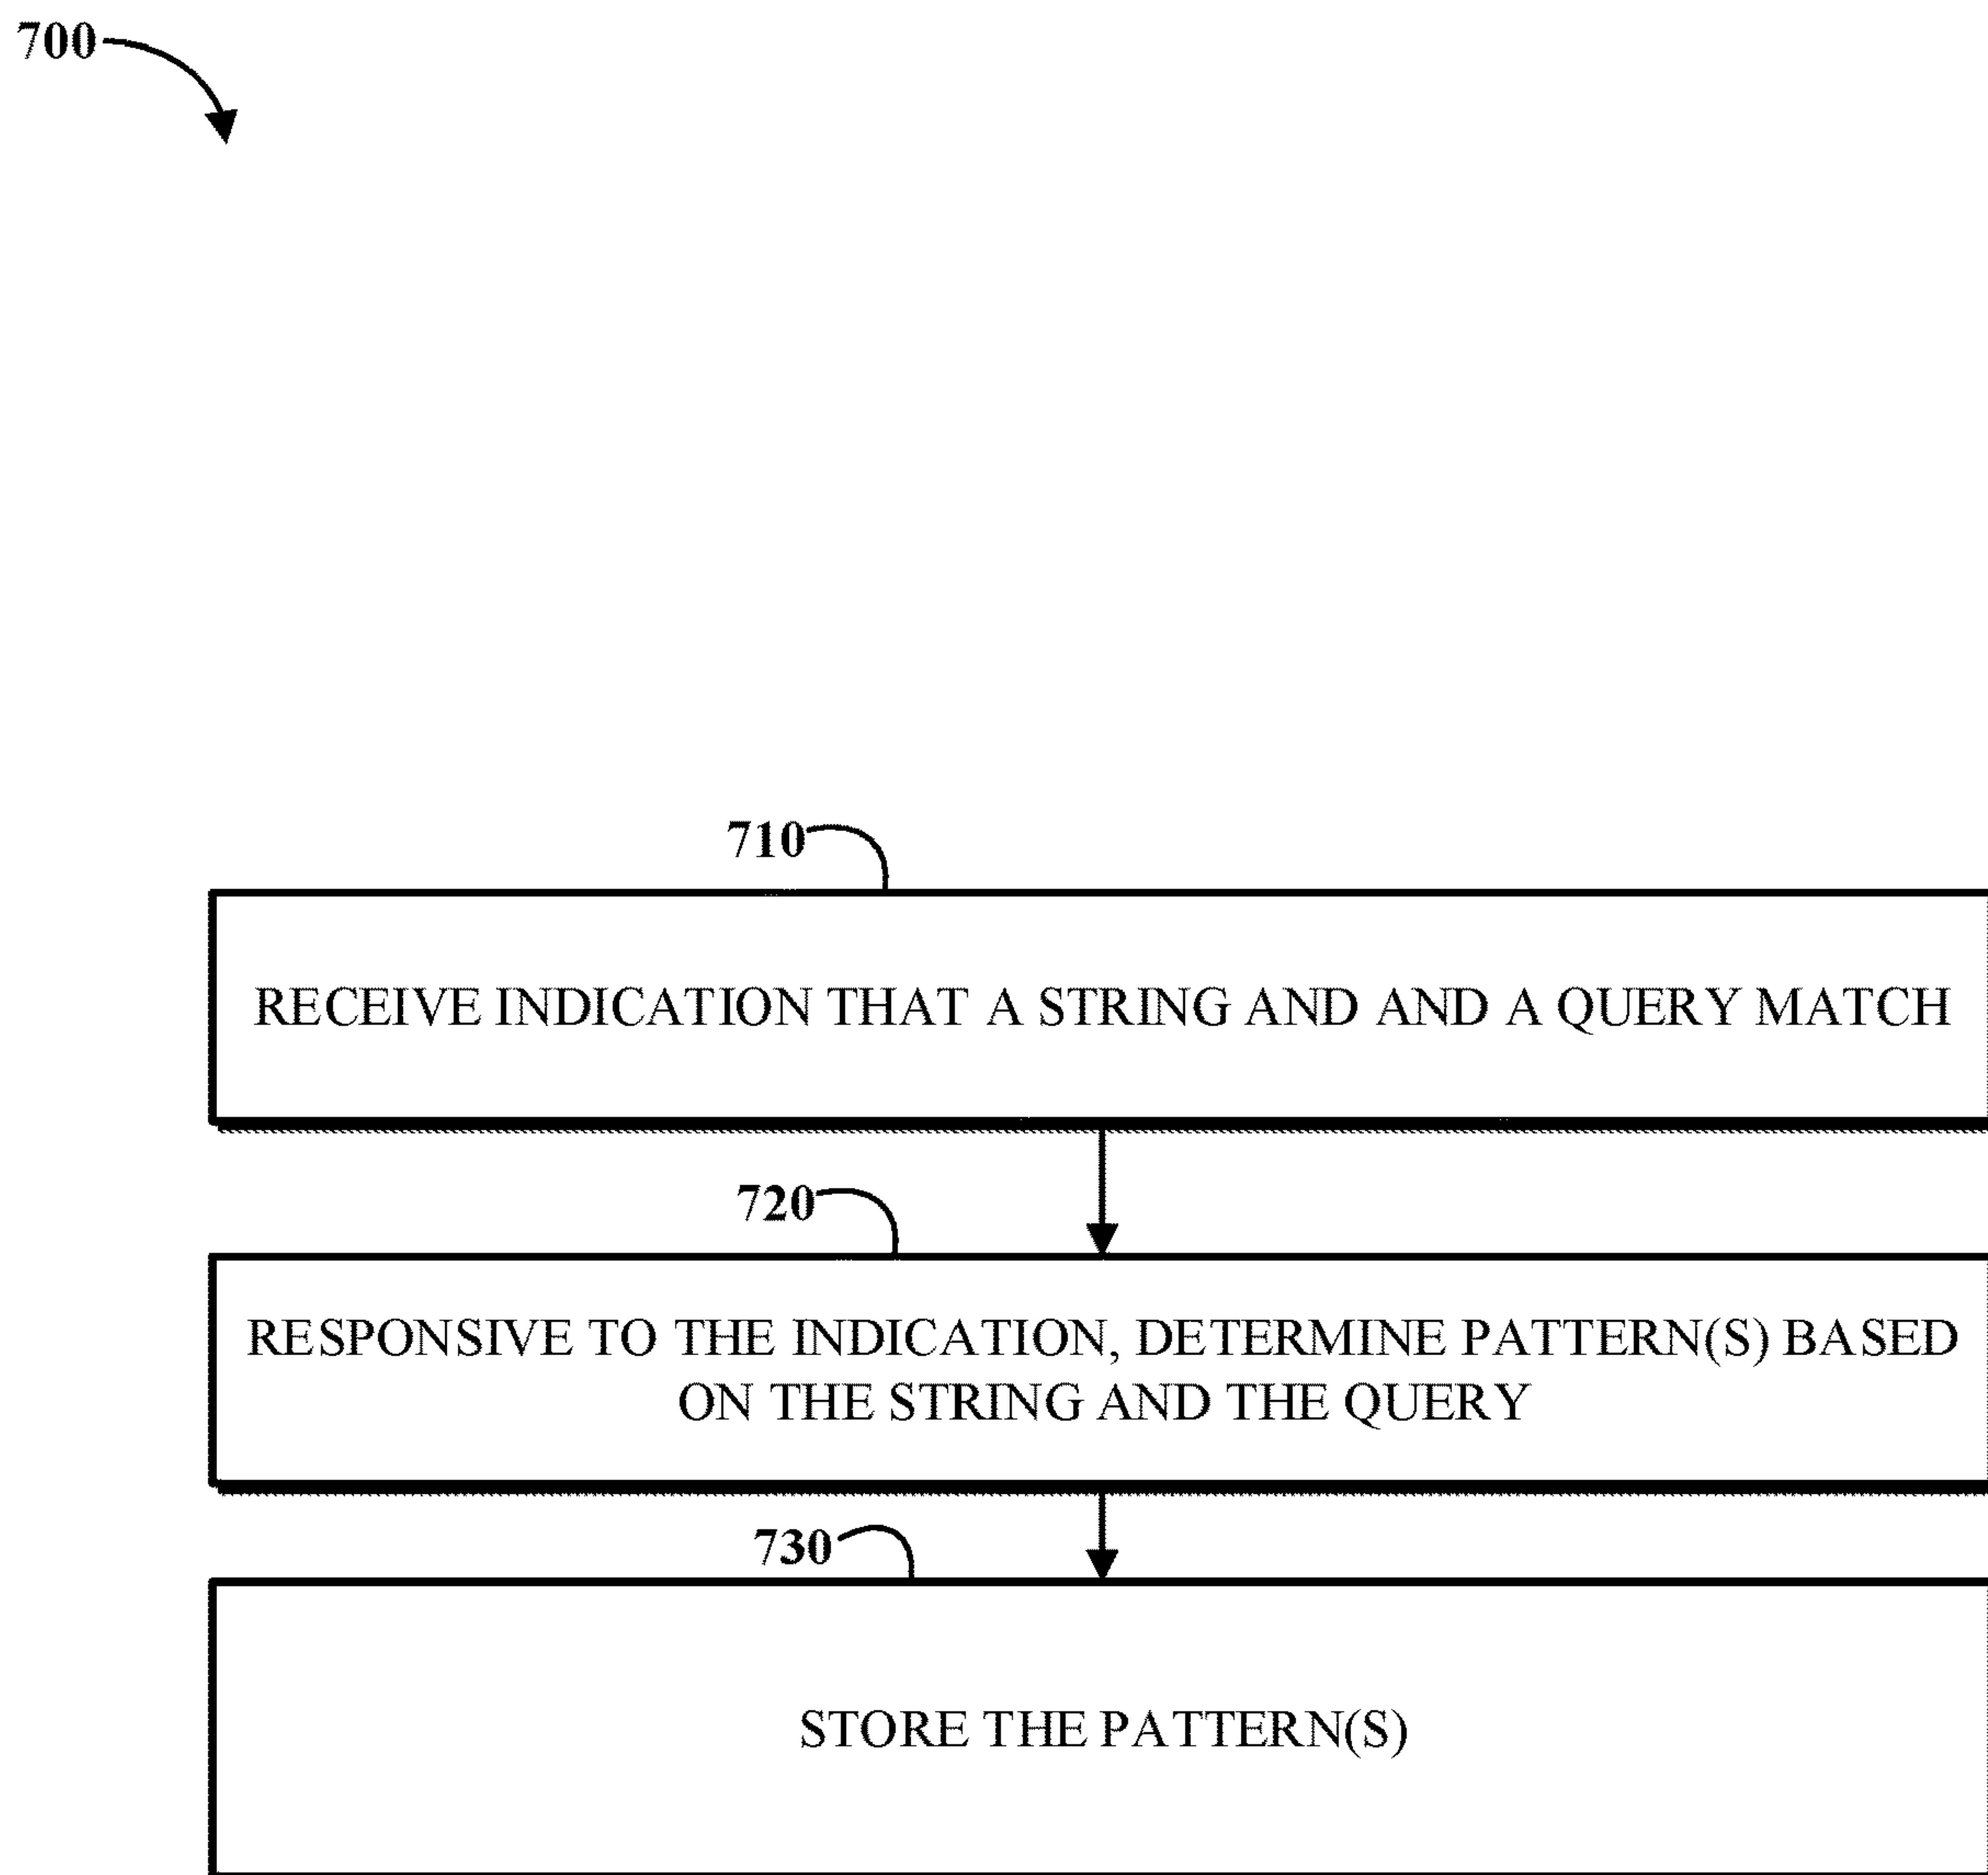 700
710
RECEIVE INDICATION THAT A STRING AND AND A QUERY MATCH
720
RESPONSIVE TO THE INDICATION, DETERMINE PATTERN(S) BASED
ON THE STRING AND THE QUERY
730
STORE THE PATTERN(S)